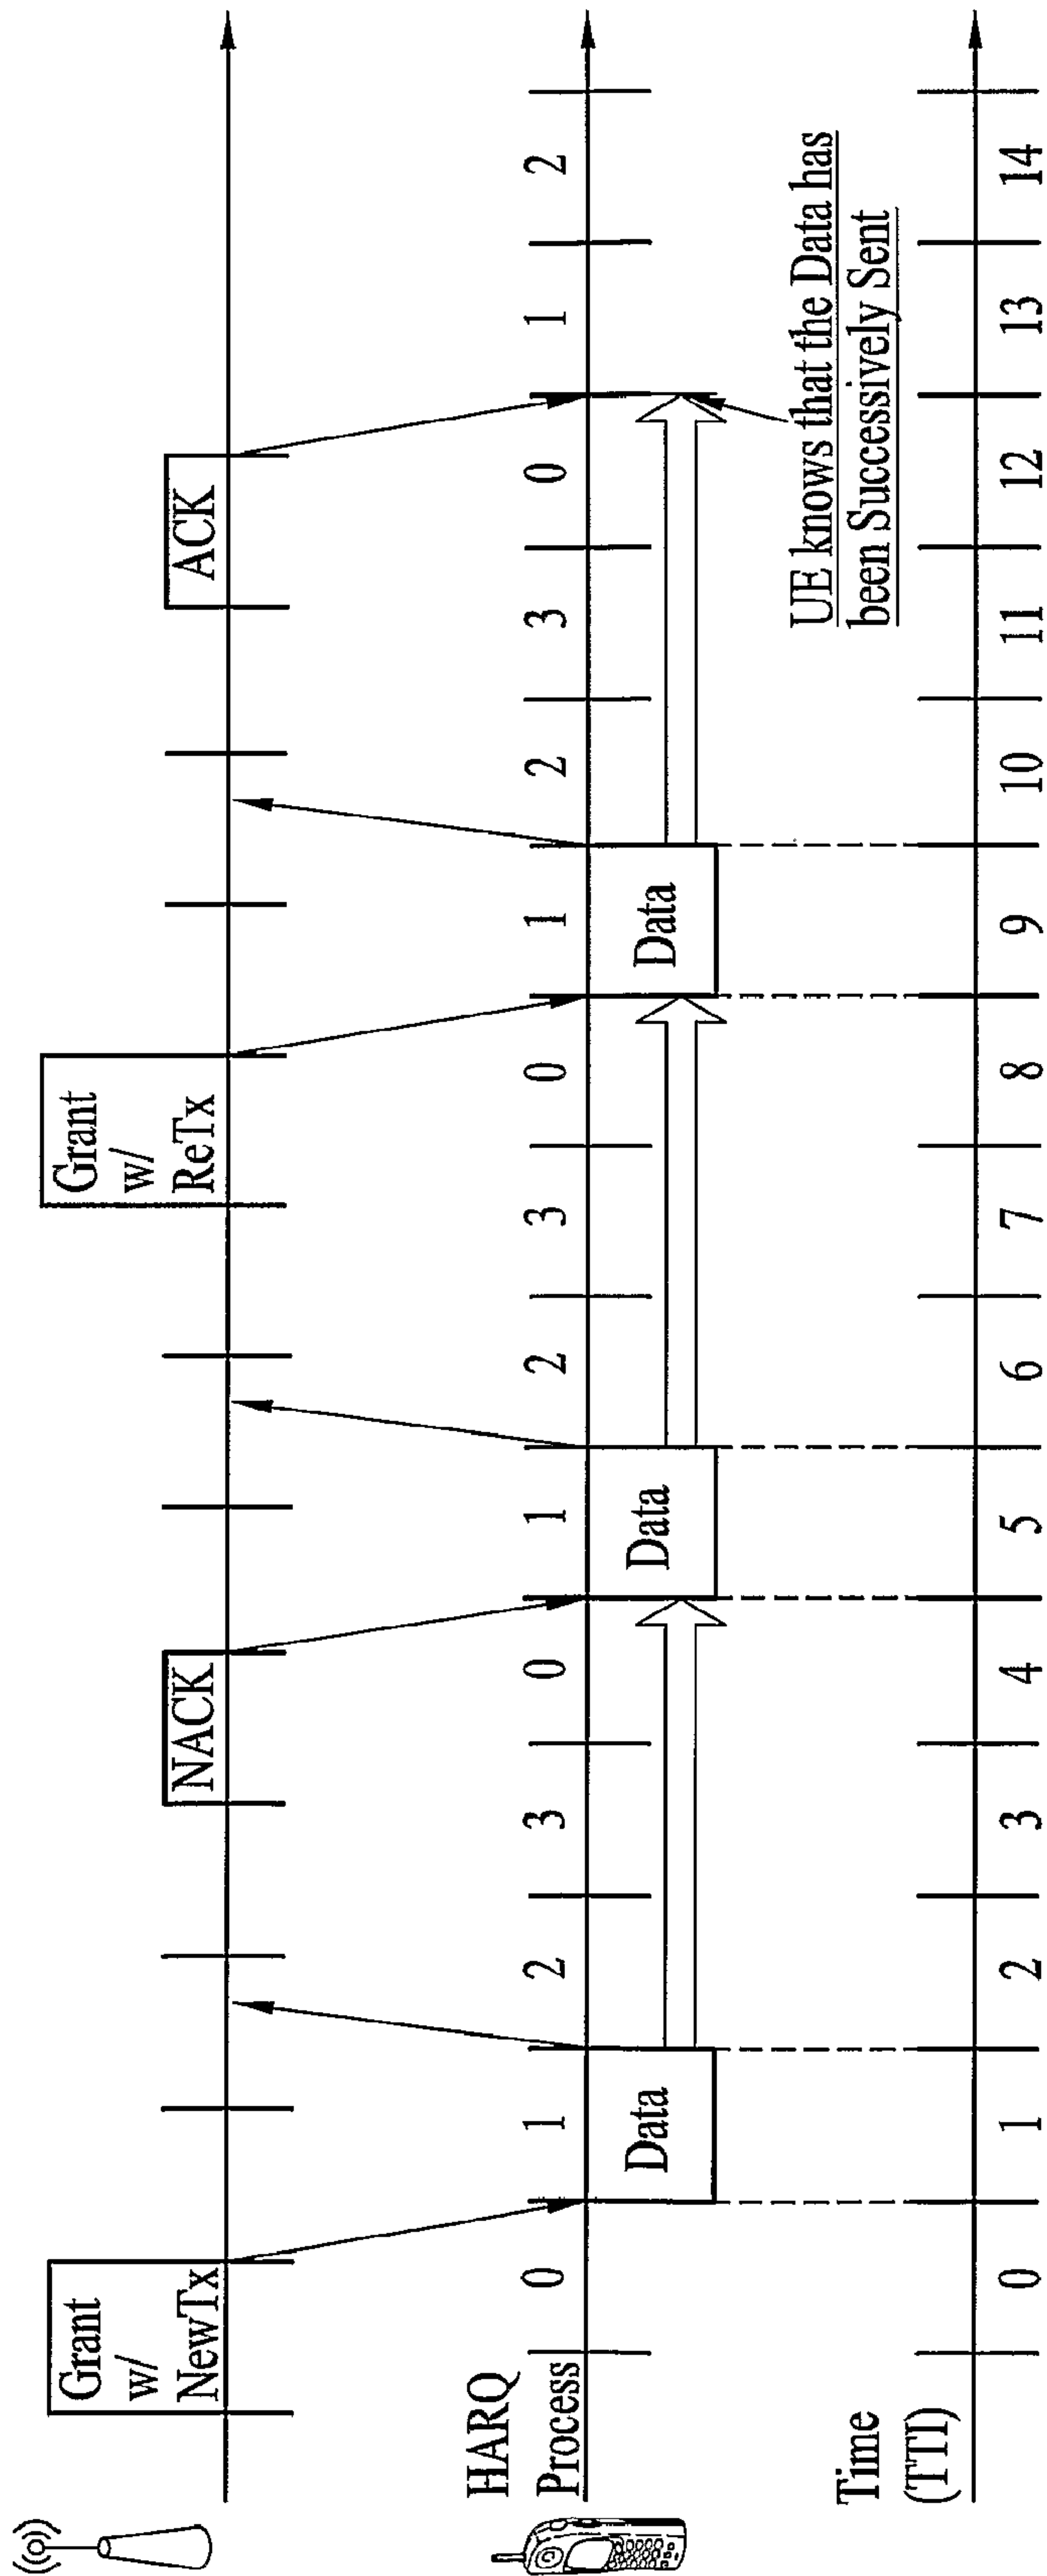 Grant
w/
NewTx
NACK
Grant
w/
ReTx
ACK
HARQ
Process
0 1 2 3 0 1 2 3 0 1 2 3 0 1 2
Data
Data
Data
UE knows that the Data has
been Successively Sent
Time
(TTI)
0 1 2 3 4 5 6 7 8 9 10 11 12 13 14